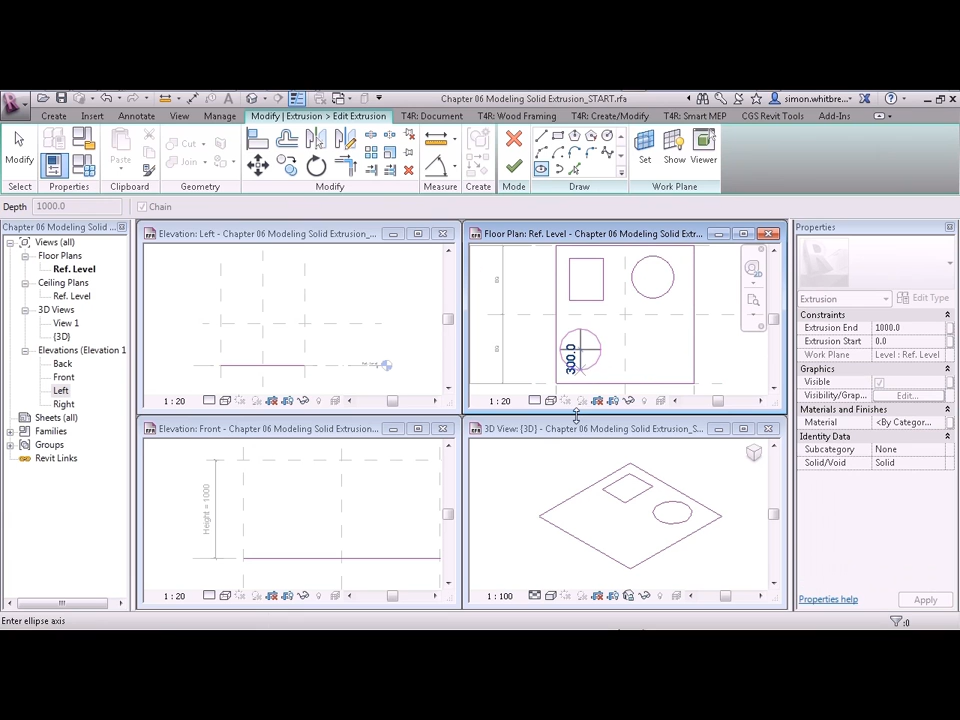 Chapter 06 Modeling Solid Extrusion_START.rfa
simon.whitbre...
Create Insert Annotate View Manage Modify | Extrusion > Edit Extrusion T4R: Document T4R: Wood Framing T4R: Create/Modify T4R: Smart MEP CGS Revit Tools Add-Ins
Modify Paste Cut Join Set Show Viewer
Select Properties Clipboard Geometry Modify Measure Create Mode Draw Work Plane
Depth 1000.0 Chain
Chapter 06 Modeling Solid ...
Views (all)
Floor Plans
Ref. Level
Ceiling Plans
Ref. Level
3D Views
View 1
{3D}
Elevations (Elevation 1
Back
Front
Left
Right
Sheets (all)
Families
Groups
Revit Links
Elevation: Left - Chapter 06 Modeling Solid Extrusion_...
1 : 20
Floor Plan: Ref. Level - Chapter 06 Modeling Solid Extr...
300.0
1 : 20
Elevation: Front - Chapter 06 Modeling Solid Extrusion...
Height = 1000
1 : 20
3D View: {3D} - Chapter 06 Modeling Solid Extrusion_S...
1 : 100
Properties
Extrusion Edit Type
Constraints
Extrusion End 1000.0
Extrusion Start 0.0
Work Plane Level : Ref. Level
Graphics
Visible
Visibility/Grap... Edit...
Materials and Finishes
Material <By Categor...
Identity Data
Subcategory None
Solid/Void Solid
Properties help Apply
Enter ellipse axis
:0